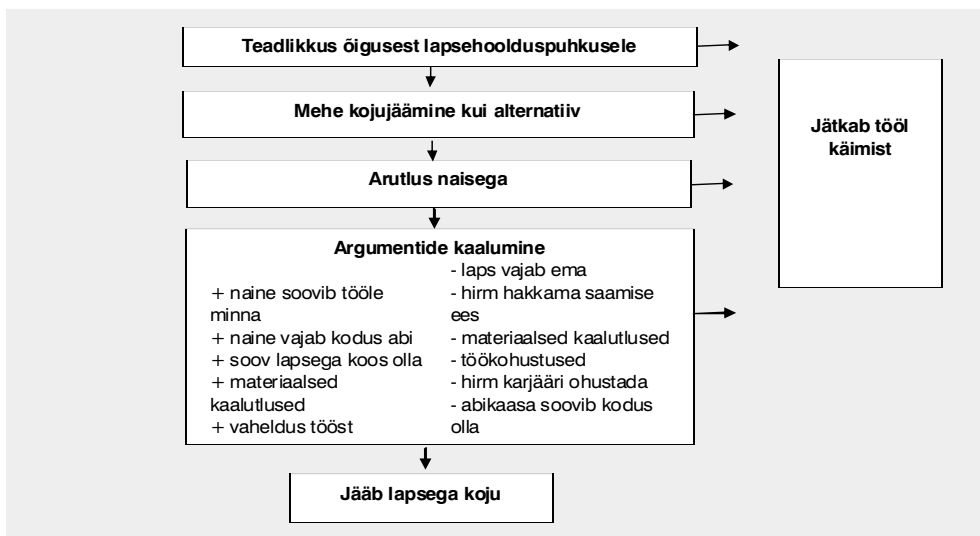 Teadlikkus õigusest lapsehoolduspuhkusele
Mehe kojujäämine kui alternatiiv
Arutlus naisega
Argumentide kaalumine
+ naine soovib tööle
minna
+ naine vajab kodus abi
+ soov lapsega koos olla
+ materiaalsed
kaalutlused
+ vaheldus tööst
- laps vajab ema
- hirm hakkama saamise
ees
- materiaalsed kaalutlused
- töökohustused
- hirm karjääri ohustada
- abikaasa soovib kodus
olla
Jääb lapsega koju
Jätkab tööl
käimist